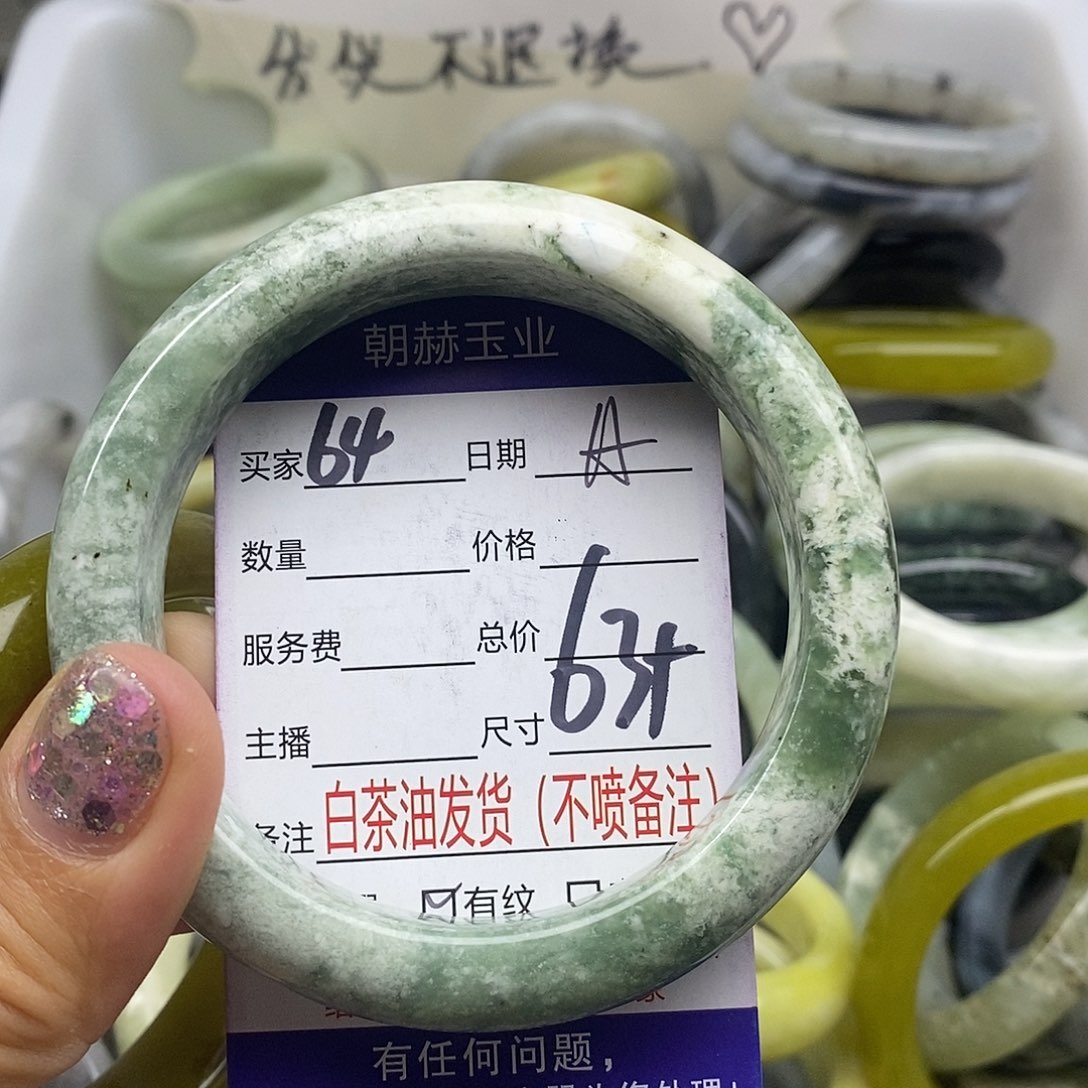 售货不退换
朝赫玉业
买家 64 日期
数量 价格
服务费 总价
主播 尺寸 63
备注 白茶油发货（不喷备注）
有纹
有任何问题，